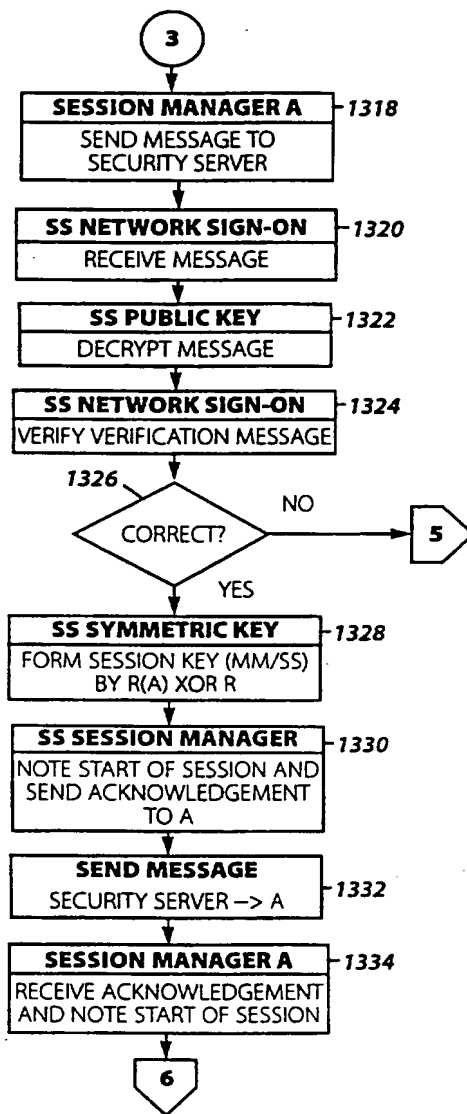 3
SESSION MANAGER A
1318
SEND MESSAGE TO
SECURITY SERVER
SS NETWORK SIGN-ON
1320
RECEIVE MESSAGE
SS PUBLIC KEY
1322
DECRYPT MESSAGE
SS NETWORK SIGN-ON
1324
VERIFY VERIFICATION MESSAGE
1326
CORRECT?
NO
5
YES
SS SYMMETRIC KEY
1328
FORM SESSION KEY (MM/SS)
BY R(A) XOR R
SS SESSION MANAGER
1330
NOTE START OF SESSION AND
SEND ACKNOWLEDGEMENT
TO A
SEND MESSAGE
SECURITY SERVER –> A
1332
SESSION MANAGER A
1334
RECEIVE ACKNOWLEDGEMENT
AND NOTE START OF SESSION
6